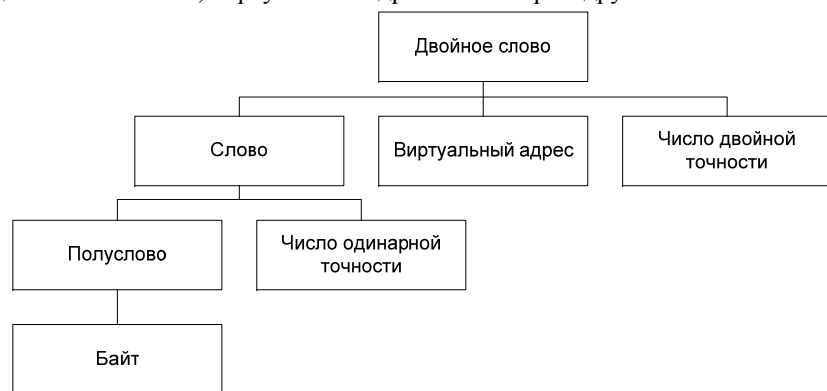 Двойное слово
Слово
Виртуальный адрес
Число двойной
точности
Полуслово
Число одинарной
точности
Байт